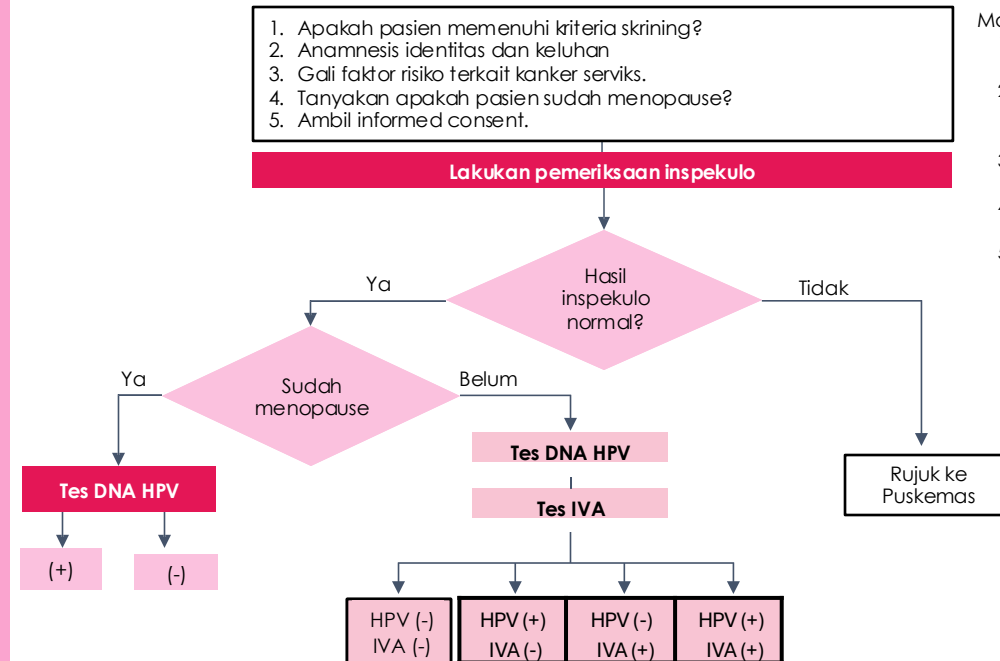 1. Apakah pasien memenuhi kriteria skrining?
2. Anamnesis identitas dan keluhan
3. Gali faktor risiko terkait kanker serviks.
4. Tanyakan apakah pasien sudah menopause?
5. Ambil informed consent.
Lakukan pemeriksaan inspekulo
Hasil
inspekulo
normal?
Ya
Tidak
Sudah
menopause
Ya
Belum
Tes DNA HPV
Tes IVA
Rujuk ke
Puskemas
Tes DNA HPV
(+)
(-)
HPV (-)
IVA (-)
HPV (+)
IVA (-)
HPV (-)
IVA (+)
HPV (+)
IVA (+)